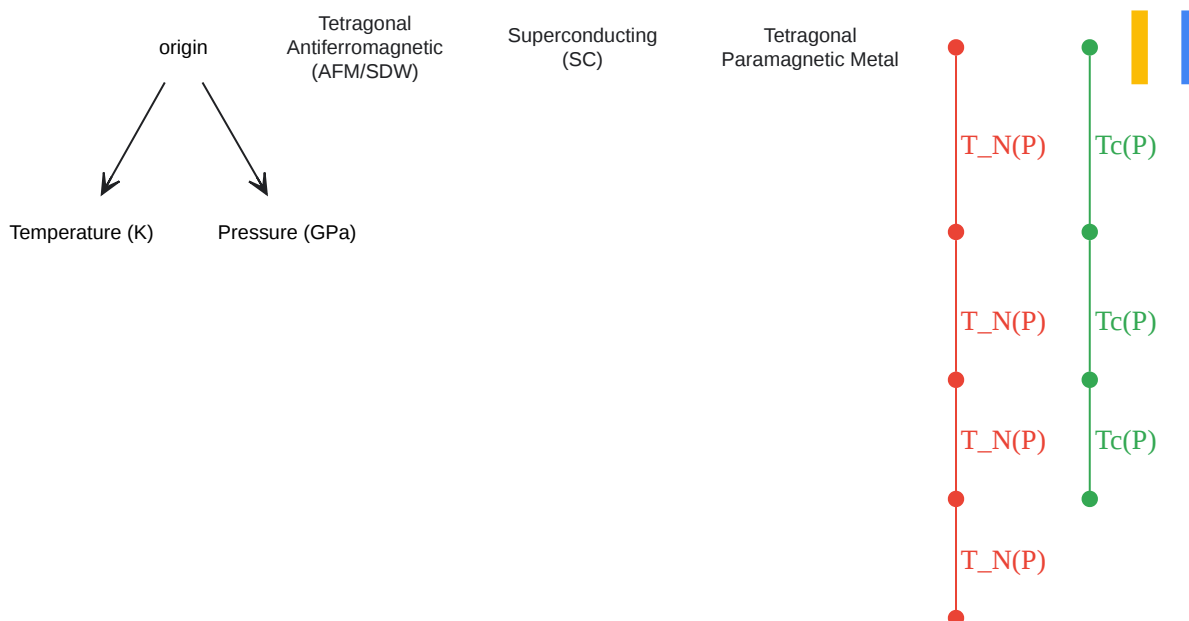 origin
Tetragonal
Antiferromagnetic
(AFM/SDW)
Superconducting
(SC)
Tetragonal
Paramagnetic Metal
T_N(P)
Tc(P)
Temperature (K)
Pressure (GPa)
T_N(P)
Tc(P)
T_N(P)
Tc(P)
T_N(P)